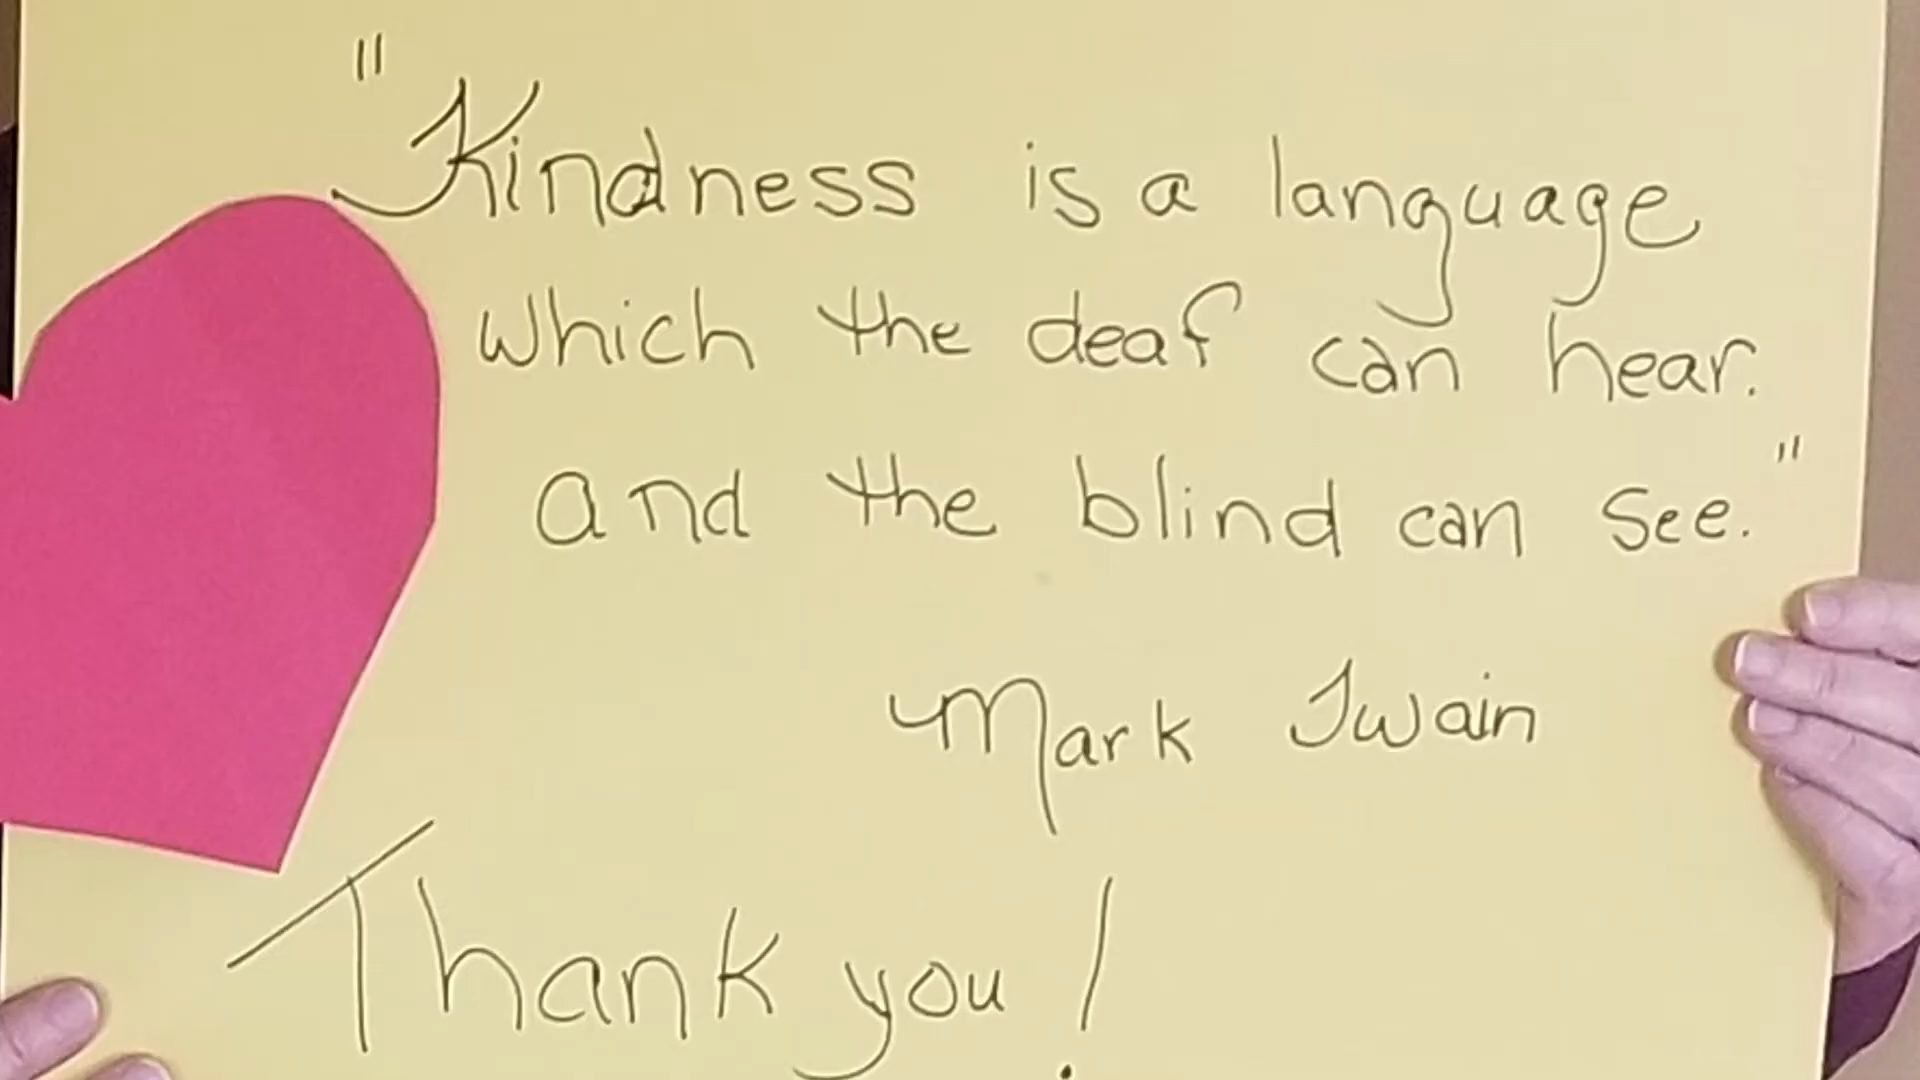 "Kindness is a language
which the deaf can hear.
and the blind can see."
Mark Twain
Thank you!